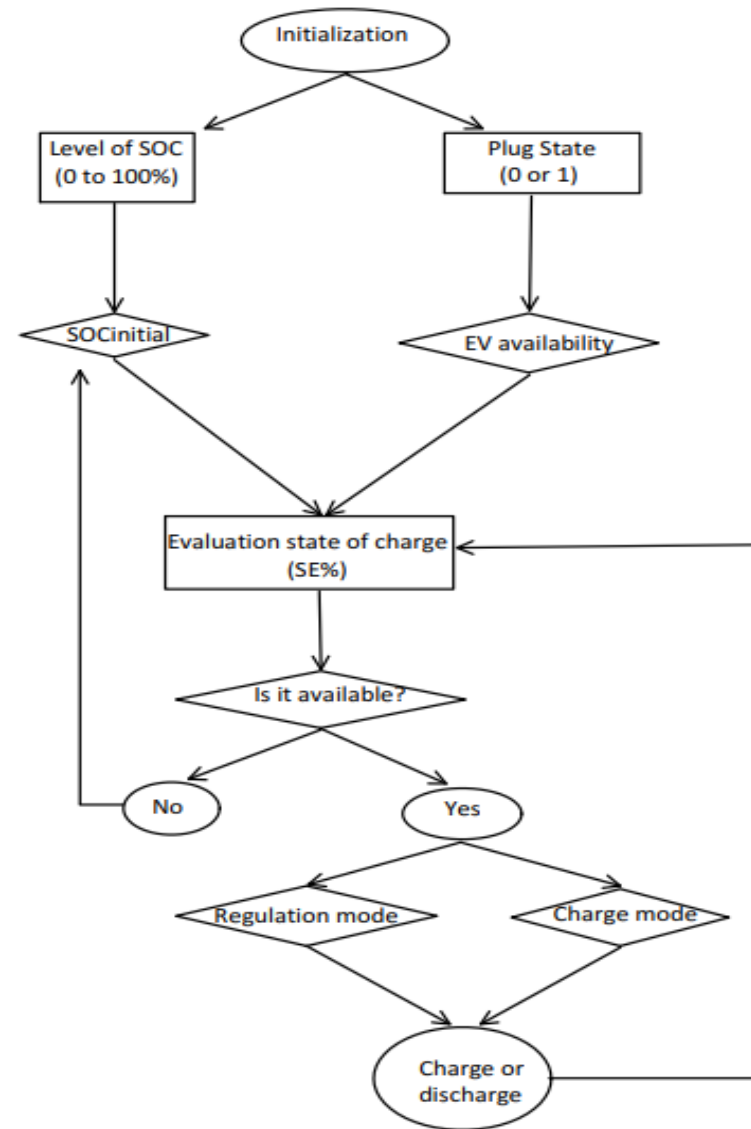 Initialization
Level of SOC
(0 to 100%)
Plug State
(0 or 1)
SOCinitial
EV availability
Evaluation state of charge
(SE%)
Is it available?
No
Yes
Regulation mode
Charge mode
Charge or
discharge